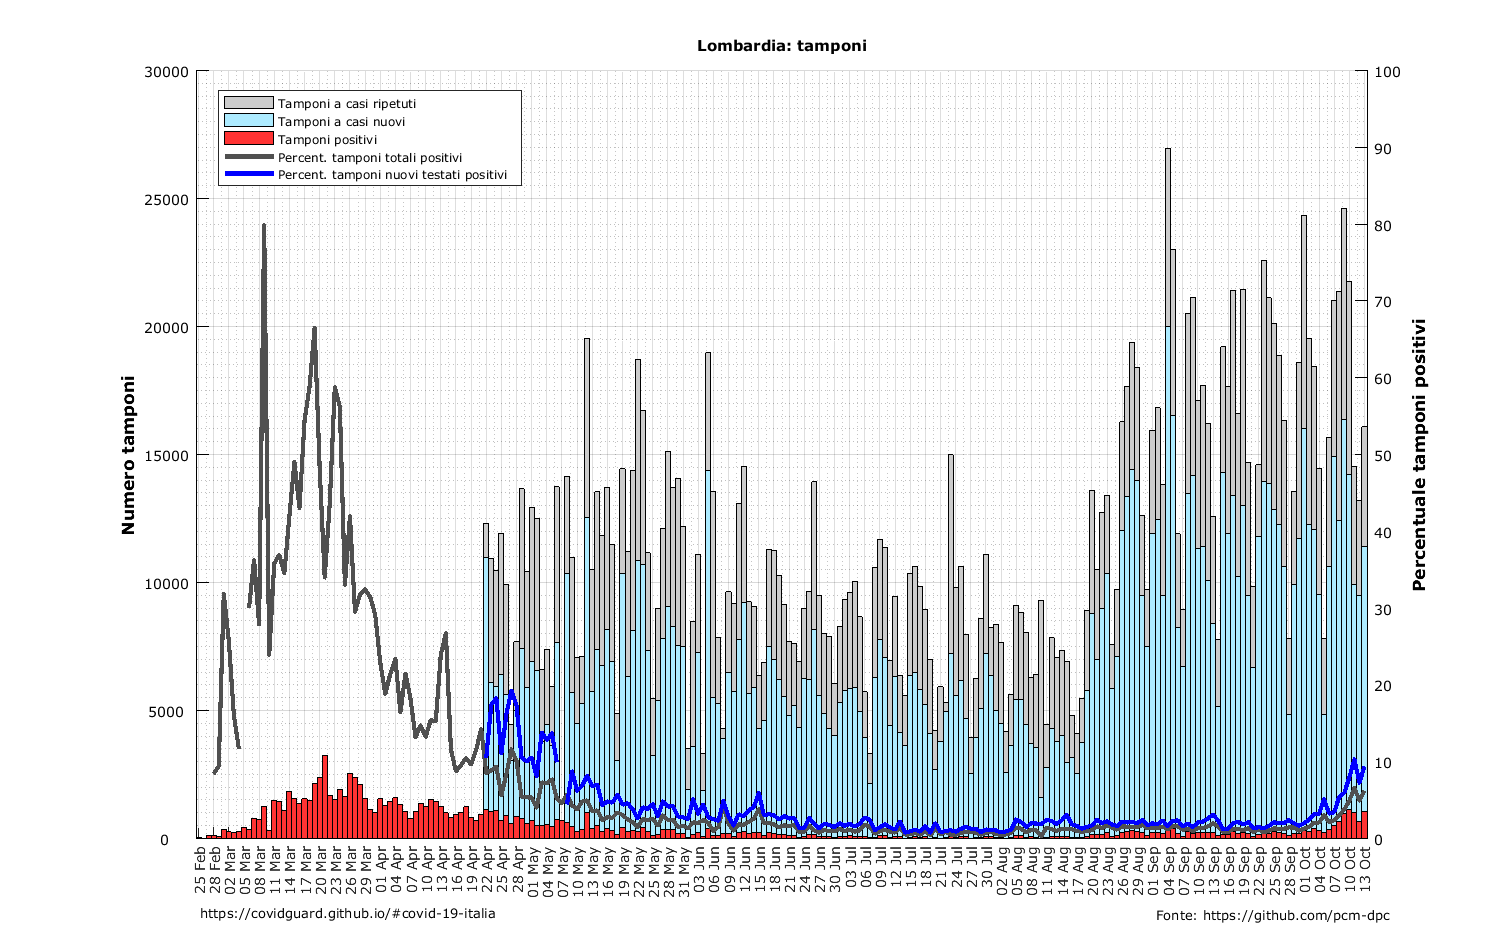 Lombardia: tamponi
30000
25000
20000
15000
10000
5000
0
Numero tamponi
Tamponi a casi ripetuti
Tamponi a casi nuovi
Tamponi positivi
Percent. tamponi totali positivi
Percent. tamponi nuovi testati positivi
100
90
80
70
60
50
40
30
20
10
0
Percentuale tamponi positivi
25 Feb
28 Feb
02 Mar
05 Mar
08 Mar
11 Mar
14 Mar
17 Mar
20 Mar
23 Mar
26 Mar
29 Mar
01 Apr
04 Apr
07 Apr
10 Apr
13 Apr
16 Apr
19 Apr
22 Apr
25 Apr
28 Apr
01 May
04 May
07 May
10 May
13 May
16 May
19 May
22 May
25 May
28 May
31 May
03 Jun
06 Jun
09 Jun
12 Jun
15 Jun
18 Jun
21 Jun
24 Jun
27 Jun
30 Jun
03 Jul
06 Jul
09 Jul
12 Jul
15 Jul
18 Jul
21 Jul
24 Jul
27 Jul
30 Jul
02 Aug
05 Aug
08 Aug
11 Aug
14 Aug
17 Aug
20 Aug
23 Aug
26 Aug
29 Aug
01 Sep
04 Sep
07 Sep
10 Sep
13 Sep
16 Sep
19 Sep
22 Sep
25 Sep
28 Sep
01 Oct
04 Oct
07 Oct
10 Oct
13 Oct
https://covidguard.github.io/#covid-19-italia
Fonte: https://github.com/pcm-dpc